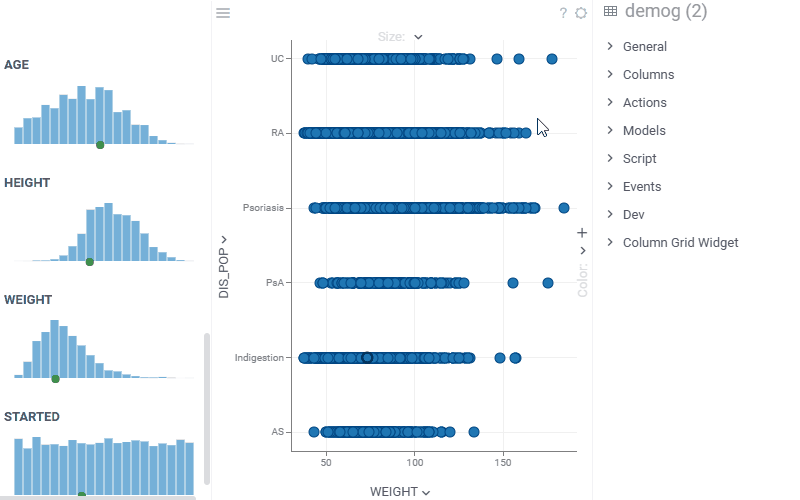 AGE
HEIGHT
WEIGHT
STARTED
?
Size:
UC
RA
Psoriasis
PsA
Indigestion
AS
DIS_POP
Color:
50
100
150
WEIGHT
demog (2)
General
Columns
Actions
Models
Script
Events
Dev
Column Grid Widget